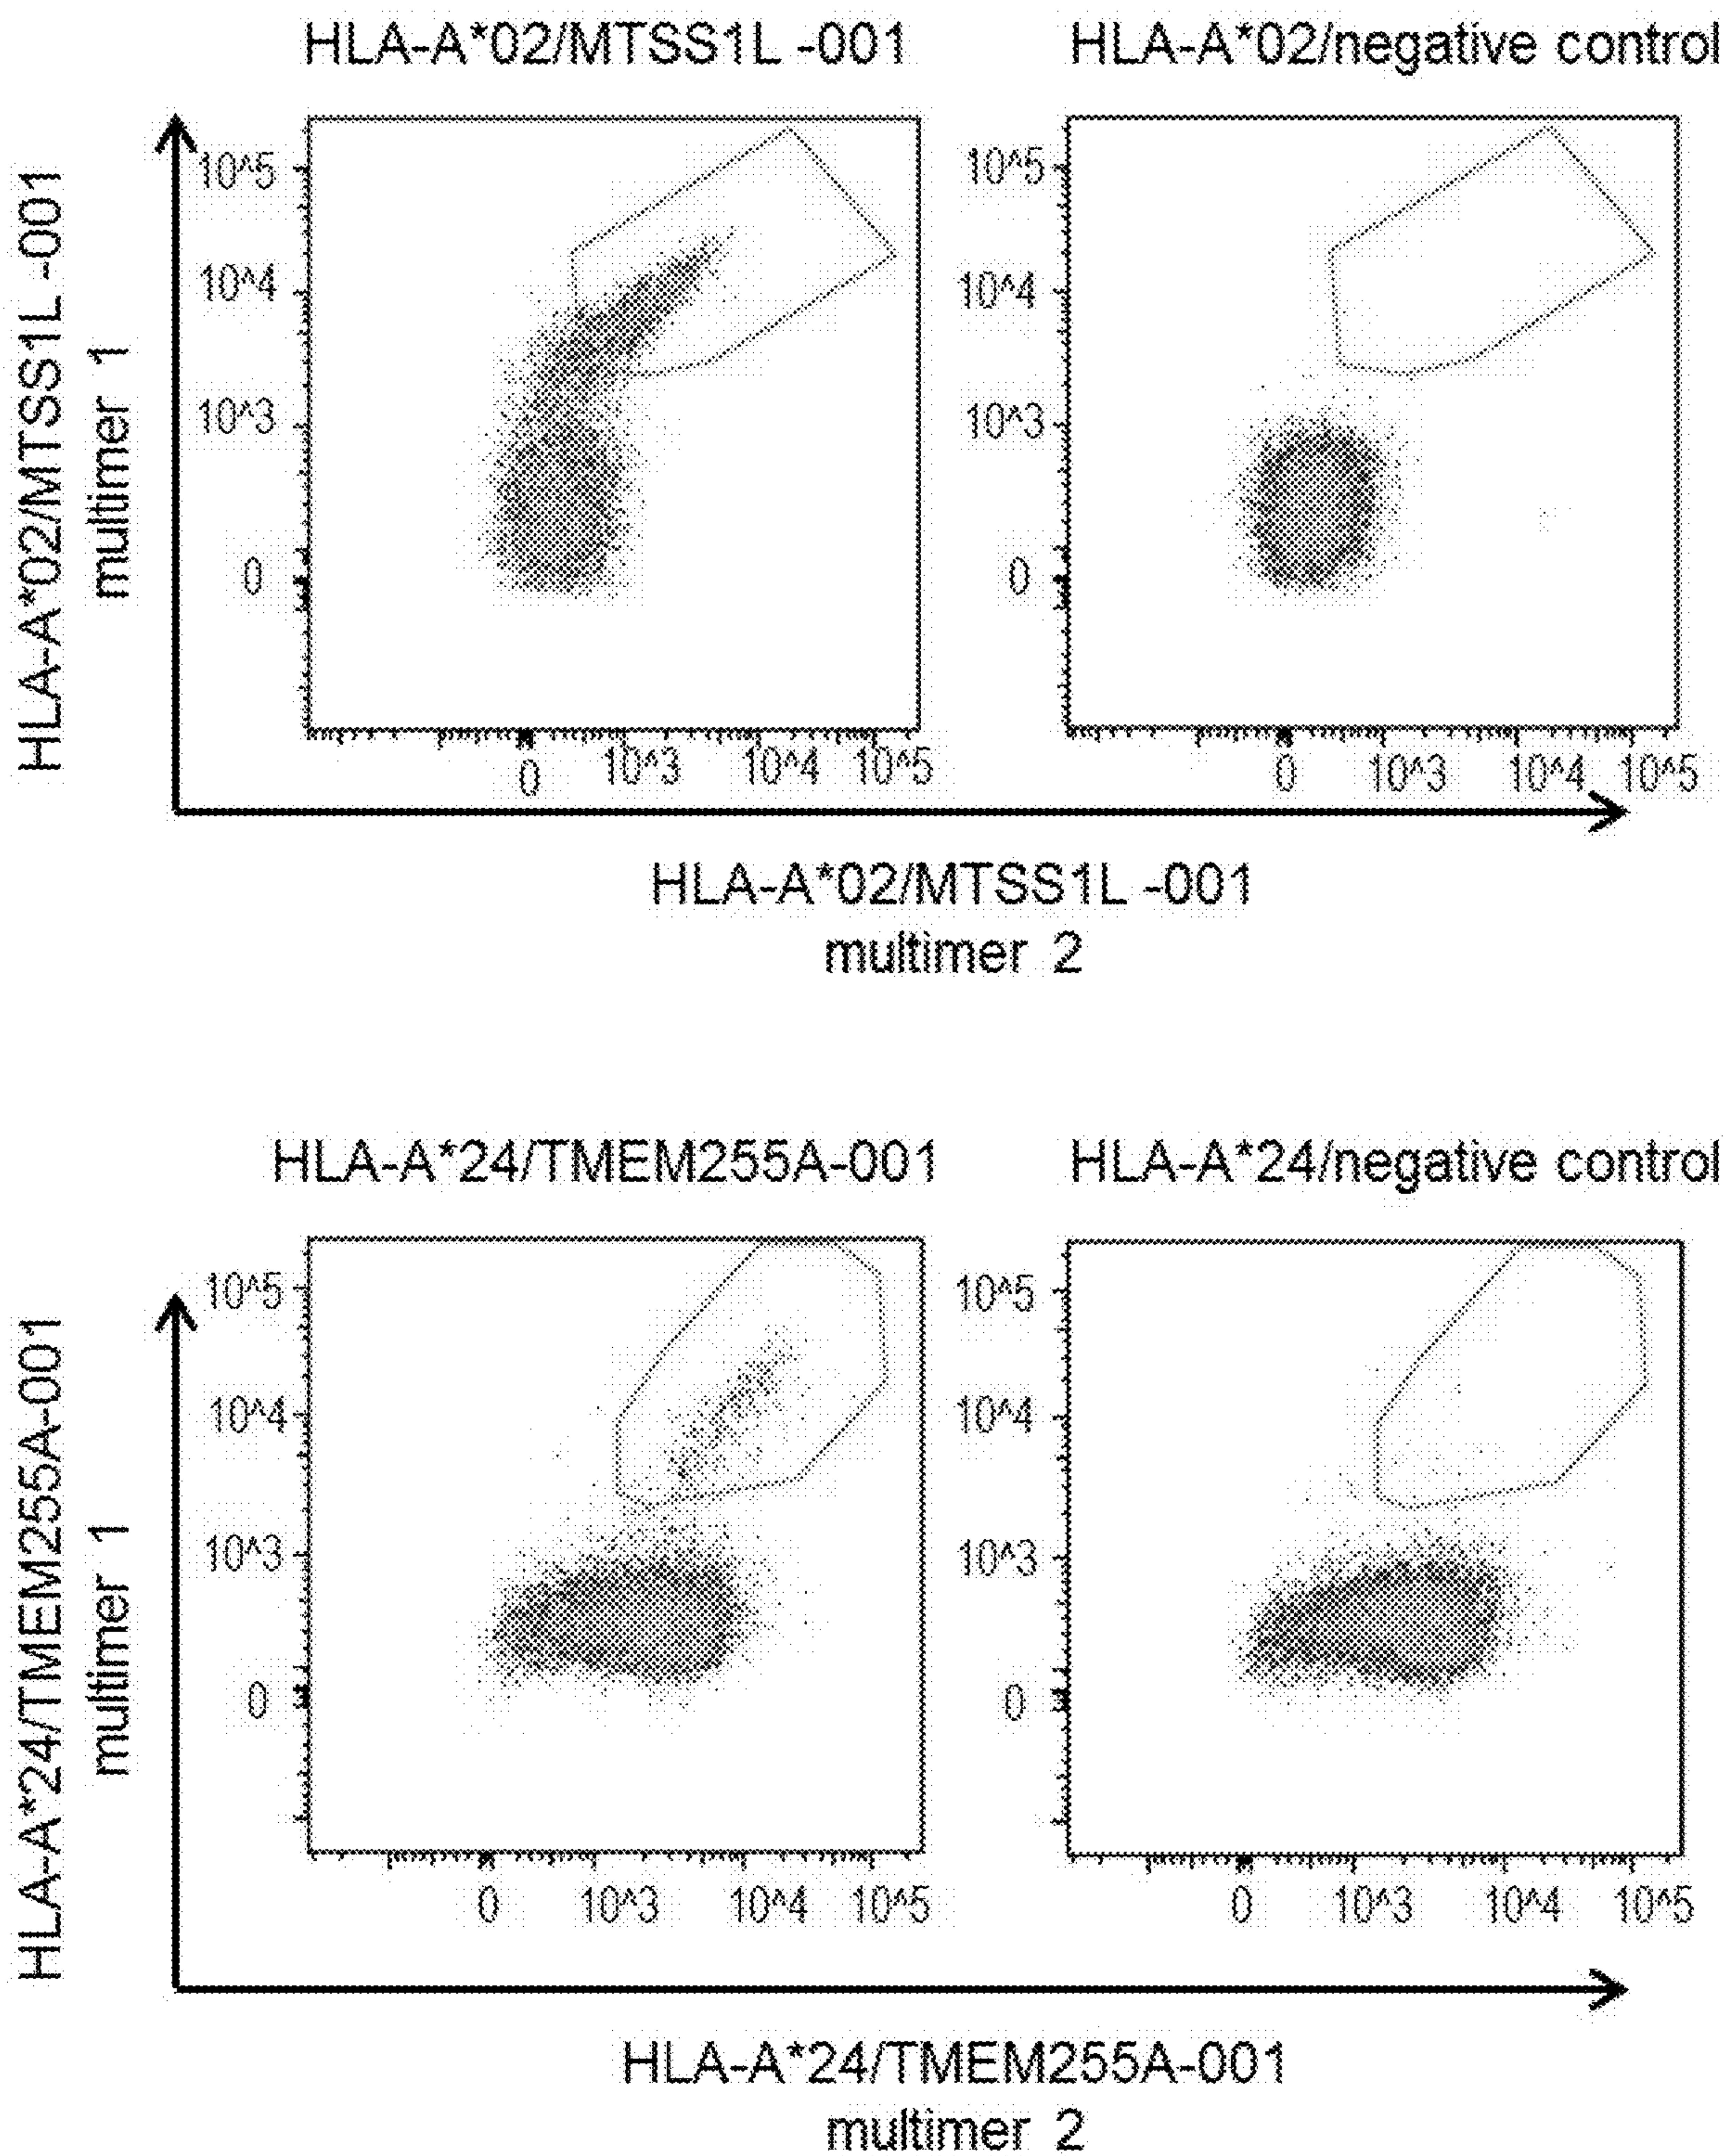 HLA-A*02/MTSS1L -001
HLA-A*02/negative control
HLA-A*02/MTSS1L -001
multimer 1
10^5
10^4
10^3
0
0
10^3
10^4
10^5
10^5
10^4
10^3
0
0
10^3
10^4
10^5
HLA-A*02/MTSS1L -001
multimer 2
HLA-A*24/TMEM255A-001
HLA-A*24/negative control
HLA-A*24/TMEM255A-001
multimer 1
10^5
10^4
10^3
0
0
10^3
10^4
10^5
10^5
10^4
10^3
0
0
10^3
10^4
10^5
HLA-A*24/TMEM255A-001
multimer 2